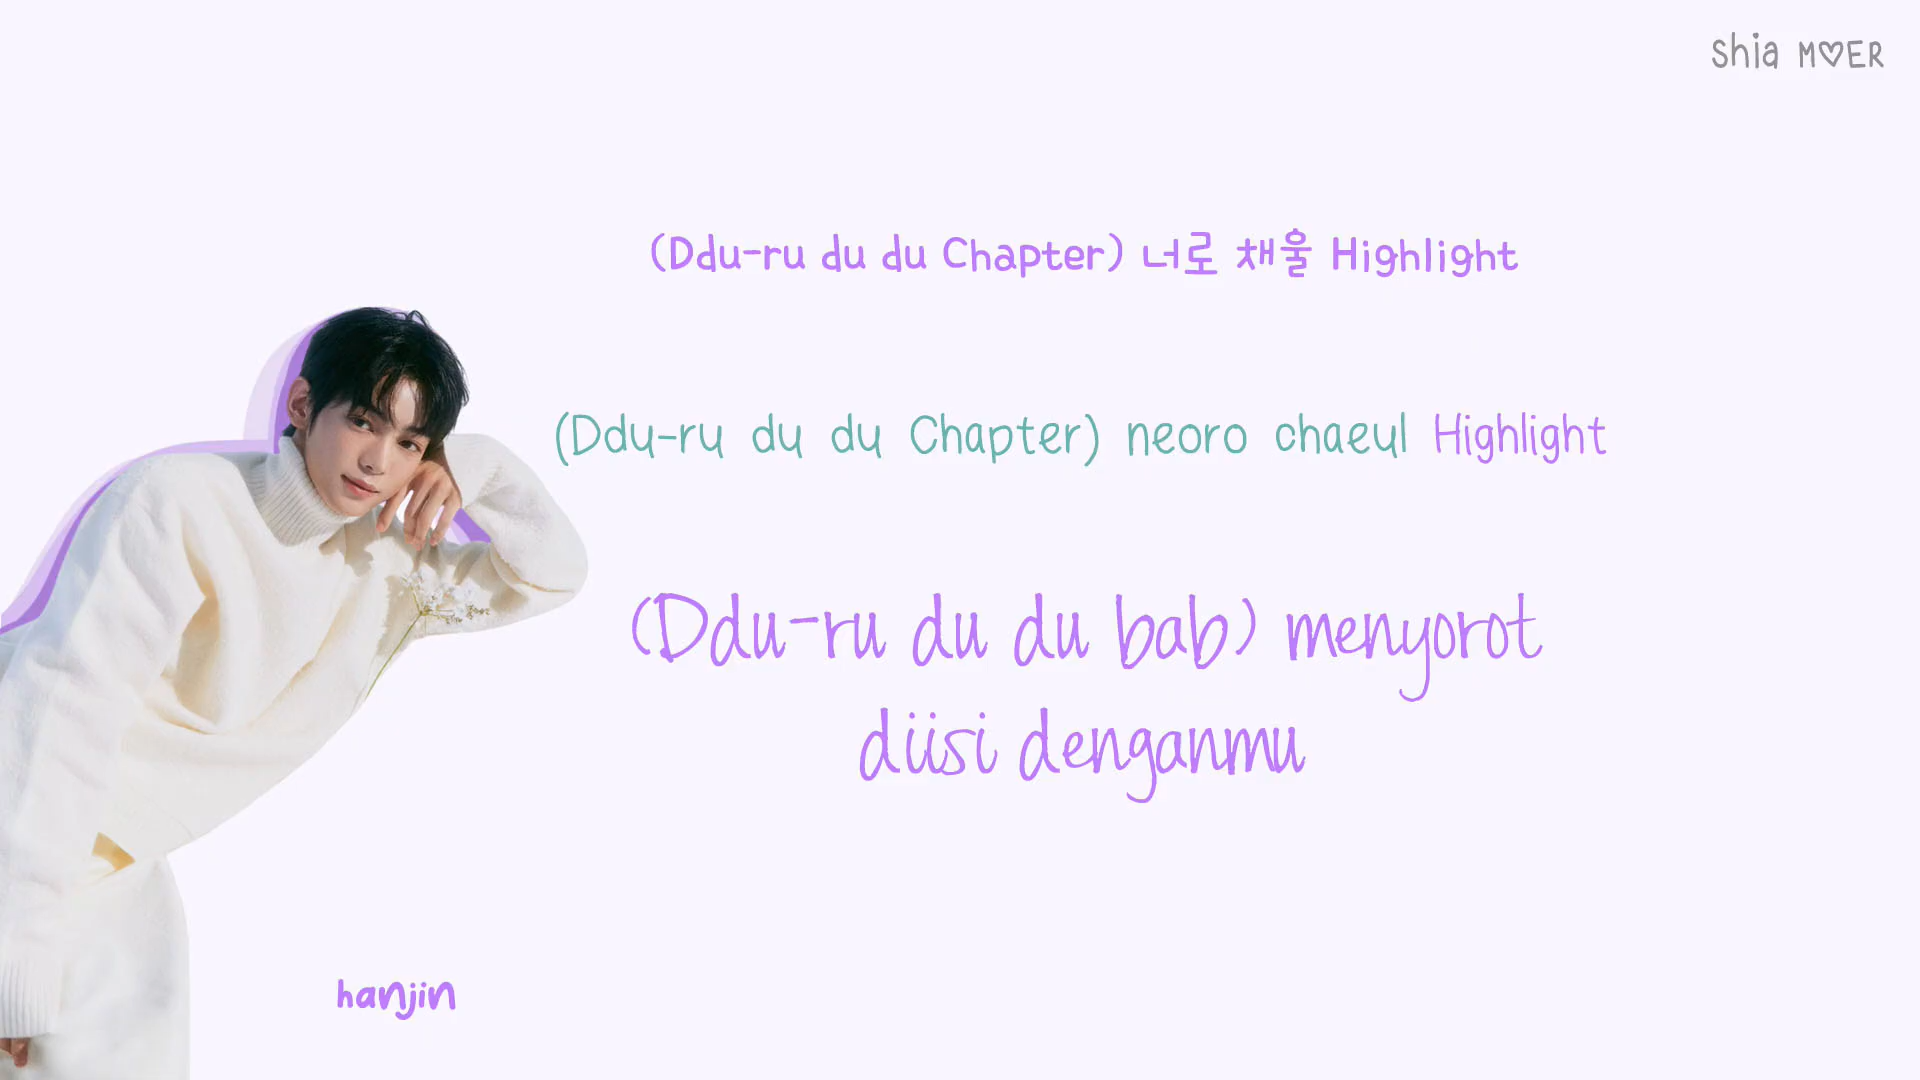 Shia M♡ER
(Ddu-ru du du Chapter) 너로 채울 Highlight
(Ddu-ru du du Chapter) neoro chaeul Highlight
(Ddu-ru du du bab) menyorot
diisi denganmu
hanjin